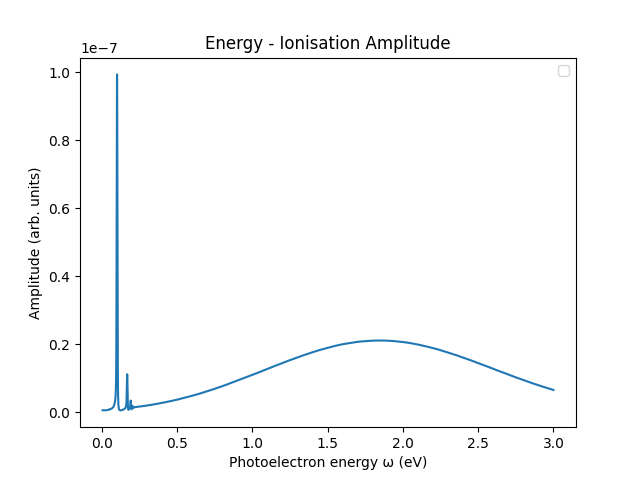 Energy - Ionisation Amplitude
1e−7
1.0
0.8
0.6
0.4
0.2
0.0
Amplitude (arb. units)
0.0 0.5 1.0 1.5 2.0 2.5 3.0
Photoelectron energy ω (eV)